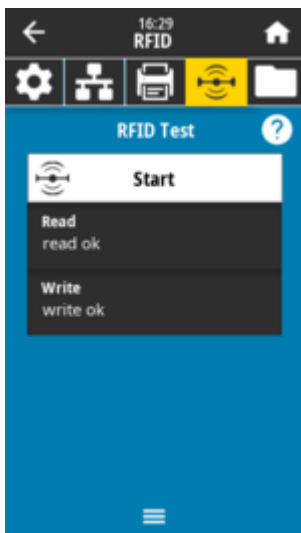 16:29
RFID
RFID Test
?
Start
Read
read ok
Write
write ok